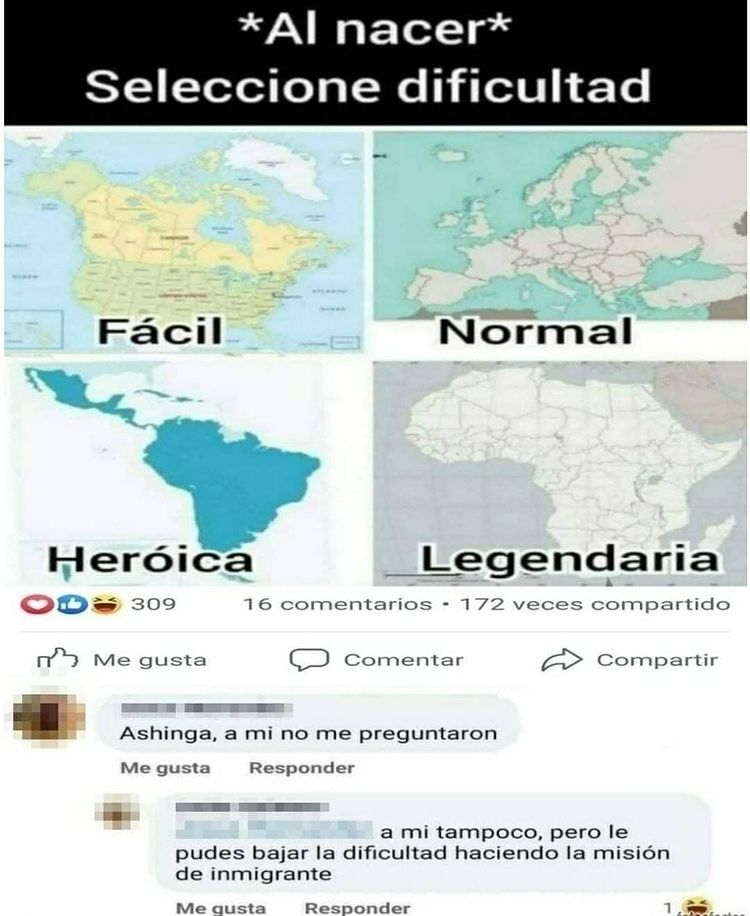 *Al nacer*
Seleccione dificultad
Fácil
Normal
Heróica
Legendaria
309
16 comentarios • 172 veces compartido
Me gusta
Comentar
Compartir
Ashinga, a mi no me preguntaron
Me gusta Responder
a mi tampoco, pero le
pudes bajar la dificultad haciendo la misión
de inmigrante
Me gusta Responder
1